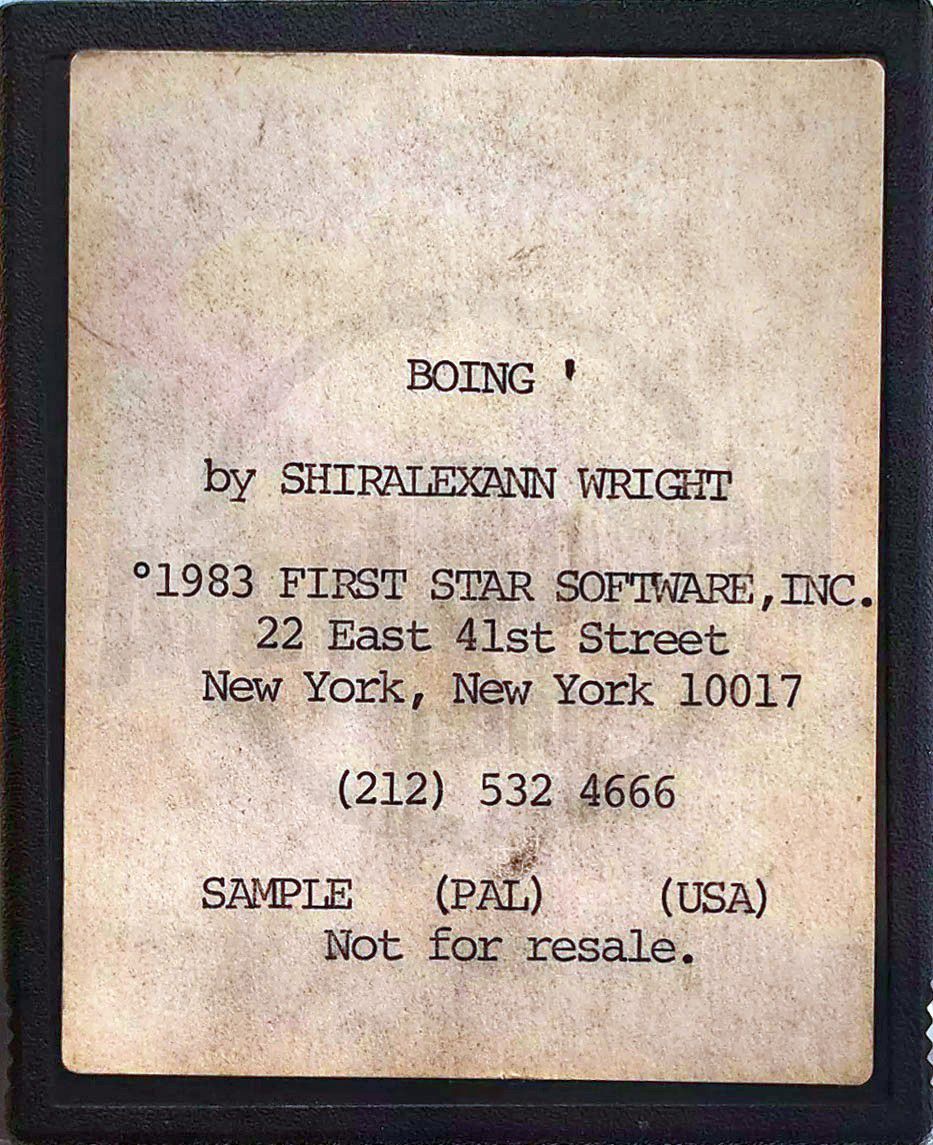 BOING '
by SHIRALEXANN WRIGHT
°1983 FIRST STAR SOFTWARE,INC.
22 East 41st Street
New York, New York 10017
(212) 532 4666
SAMPLE (PAL) (USA)
Not for resale.